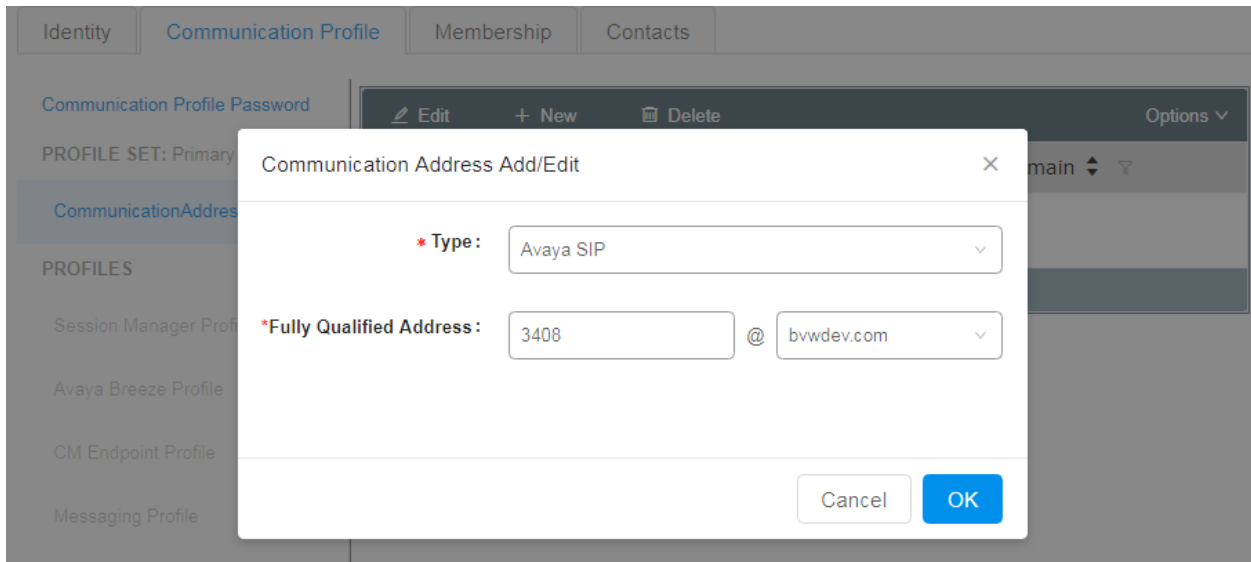 Identity Communication Profile Membership Contacts
Communication Profile Password
Edit + New Delete Options
PROFILE SET: Primary
Communication Address Add/Edit ×
main
CommunicationAddres
* Type :
Avaya SIP
PROFILES
*Fully Qualified Address :
3408 @ bvwdev.com
Session Manager Profi
Avaya Breeze Profile
CM Endpoint Profile
Cancel OK
Messaging Profile